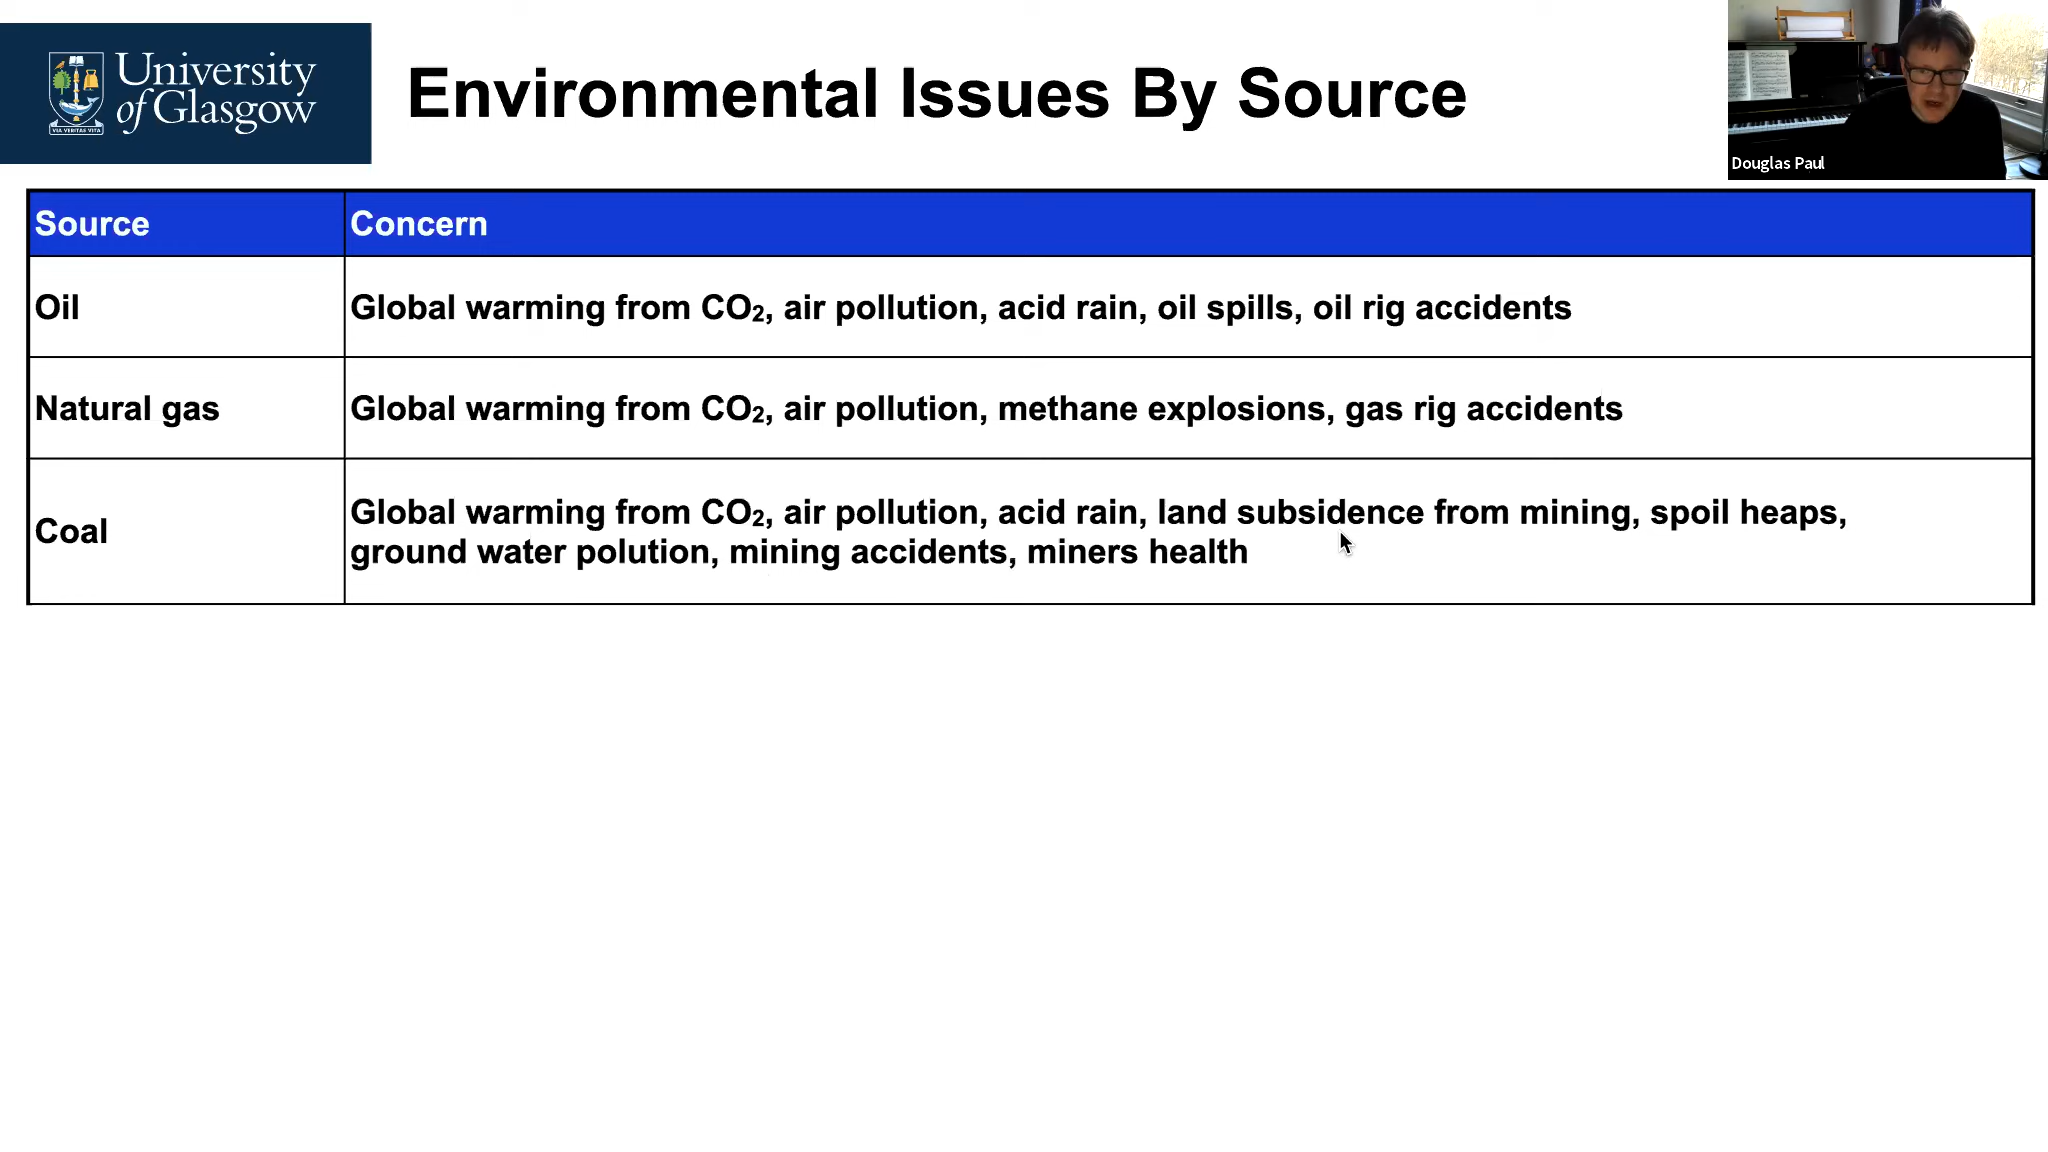 University
of Glasgow
VIA VERITAS VITA
Environmental Issues By Source
Douglas Paul
Source
Concern
Oil
Global warming from CO₂, air pollution, acid rain, oil spills, oil rig accidents
Natural gas
Global warming from CO₂, air pollution, methane explosions, gas rig accidents
Coal
Global warming from CO₂, air pollution, acid rain, land subsidence from mining, spoil heaps,
ground water polution, mining accidents, miners health